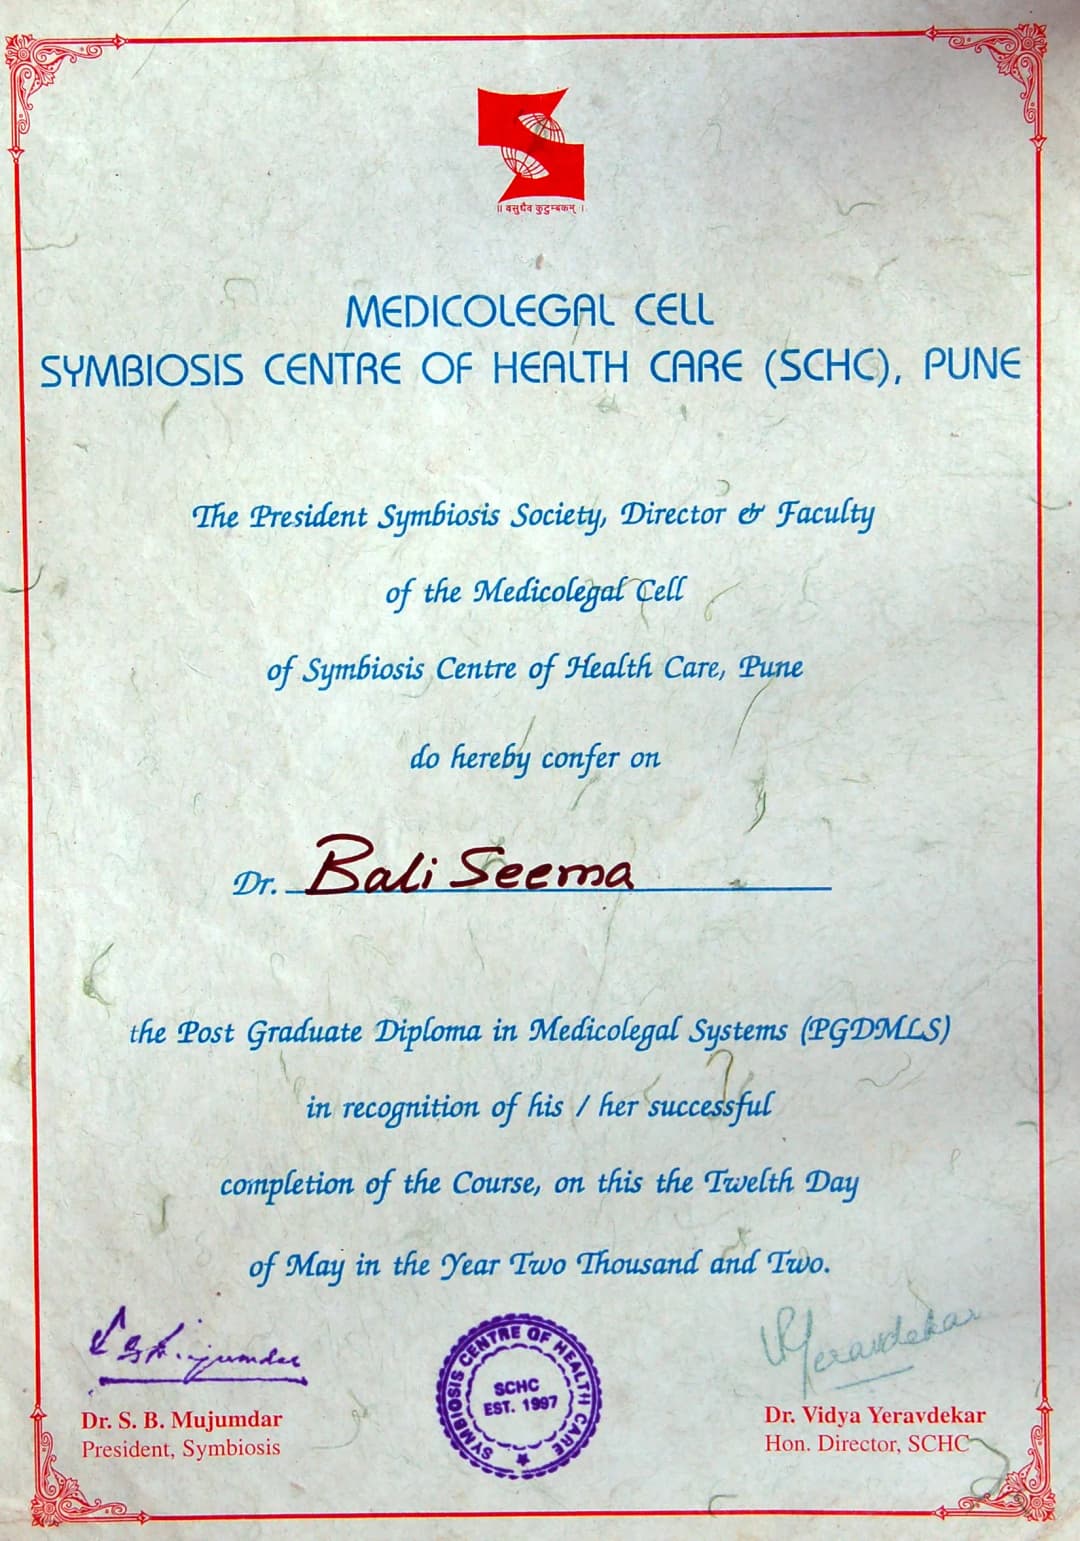 ॥ वसुधैव कुटुम्बकम् ।
MEDICOLEGAL CELL
SYMBIOSIS CENTRE OF HEALTH CARE (SCHC), PUNE
The President Symbiosis Society, Director & Faculty
of the Medicolegal Cell
of Symbiosis Centre of Health Care, Pune
do hereby confer on
Dr. Bali Seema
the Post Graduate Diploma in Medicolegal Systems (PGDMLS)
in recognition of his / her successful
completion of the Course, on this the Twelth Day
of May in the Year Two Thousand and Two.
Yeravdekar
SYMBIOSIS CENTRE OF HEALTH CARE
SCHC
EST. 1997
Dr. S. B. Mujumdar
President, Symbiosis
Dr. Vidya Yeravdekar
Hon. Director, SCHC